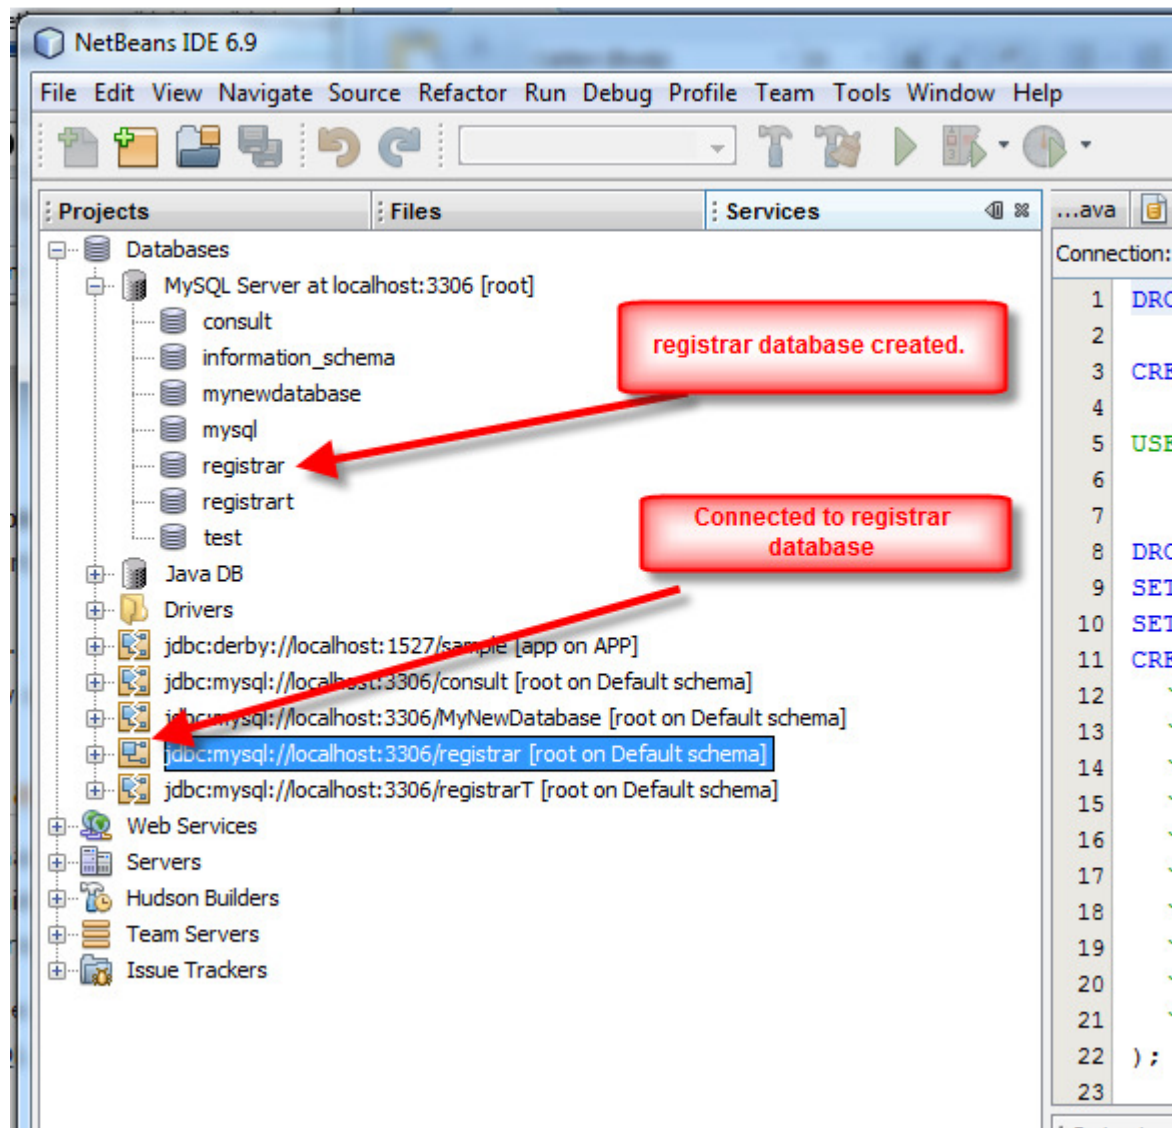 NetBeans IDE 6.9
File Edit View Navigate Source Refactor Run Debug Profile Team Tools Window Help
Projects
Files
Services
...ava
Databases
Connection:
MySQL Server at localhost:3306 [root]
consult
information_schema
mynewdatabase
mysql
registrar
registrart
test
registrar database created.
Connected to registrar
database
Java DB
Drivers
jdbc:derby://localhost:1527/sample [app on APP]
jdbc:mysql://localhost:3306/consult [root on Default schema]
jdbc:mysql://localhost:3306/MyNewDatabase [root on Default schema]
jdbc:mysql://localhost:3306/registrar [root on Default schema]
jdbc:mysql://localhost:3306/registrarT [root on Default schema]
Web Services
Servers
Hudson Builders
Team Servers
Issue Trackers
1 DRO
2
3 CRE
4
5 USE
6
7
8 DRO
9 SET
10 SET
11 CRE
12 `
13 `
14 `
15 `
16 `
17 `
18 `
19 `
20 `
21 `
22 );
23